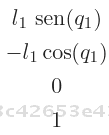 l₁ sen(q₁)
−l₁ cos(q₁)
0
1